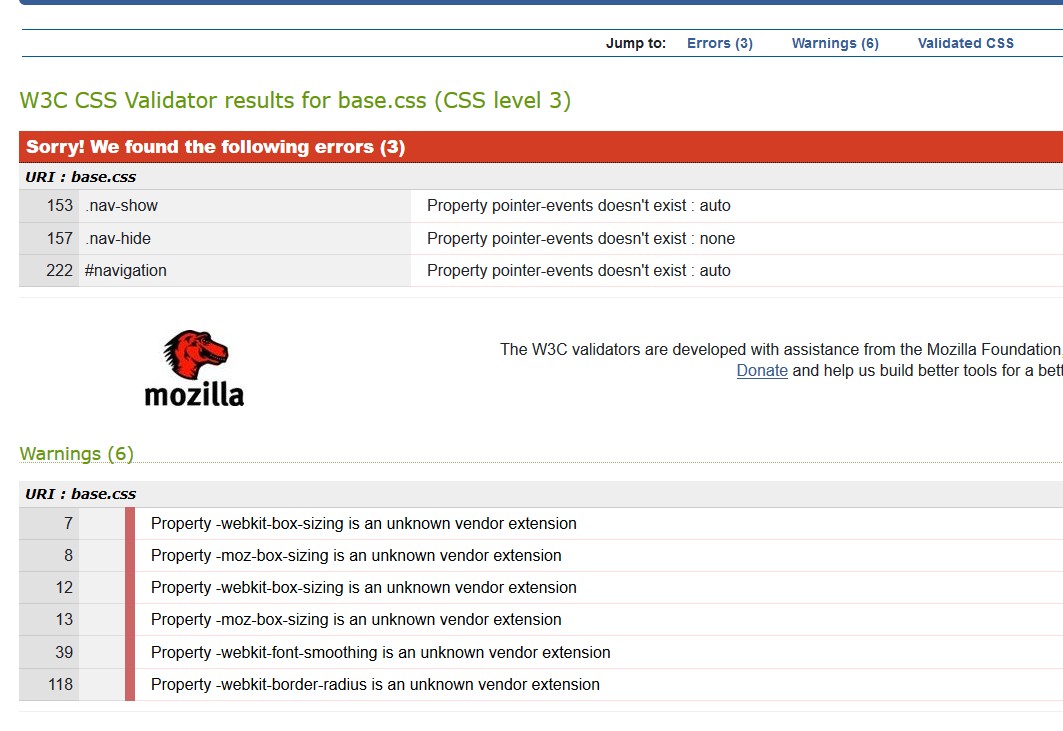 Jump to: Errors (3) Warnings (6) Validated CSS
W3C CSS Validator results for base.css (CSS level 3)
Sorry! We found the following errors (3)
URI : base.css
153 .nav-show Property pointer-events doesn't exist : auto
157 .nav-hide Property pointer-events doesn't exist : none
222 #navigation Property pointer-events doesn't exist : auto
The W3C validators are developed with assistance from the Mozilla Foundation,
Donate and help us build better tools for a
mozilla
Warnings (6)
URI : base.css
7 Property -webkit-box-sizing is an unknown vendor extension
8 Property -moz-box-sizing is an unknown vendor extension
12 Property -webkit-box-sizing is an unknown vendor extension
13 Property -moz-box-sizing is an unknown vendor extension
39 Property -webkit-font-smoothing is an unknown vendor extension
118 Property -webkit-border-radius is an unknown vendor extension